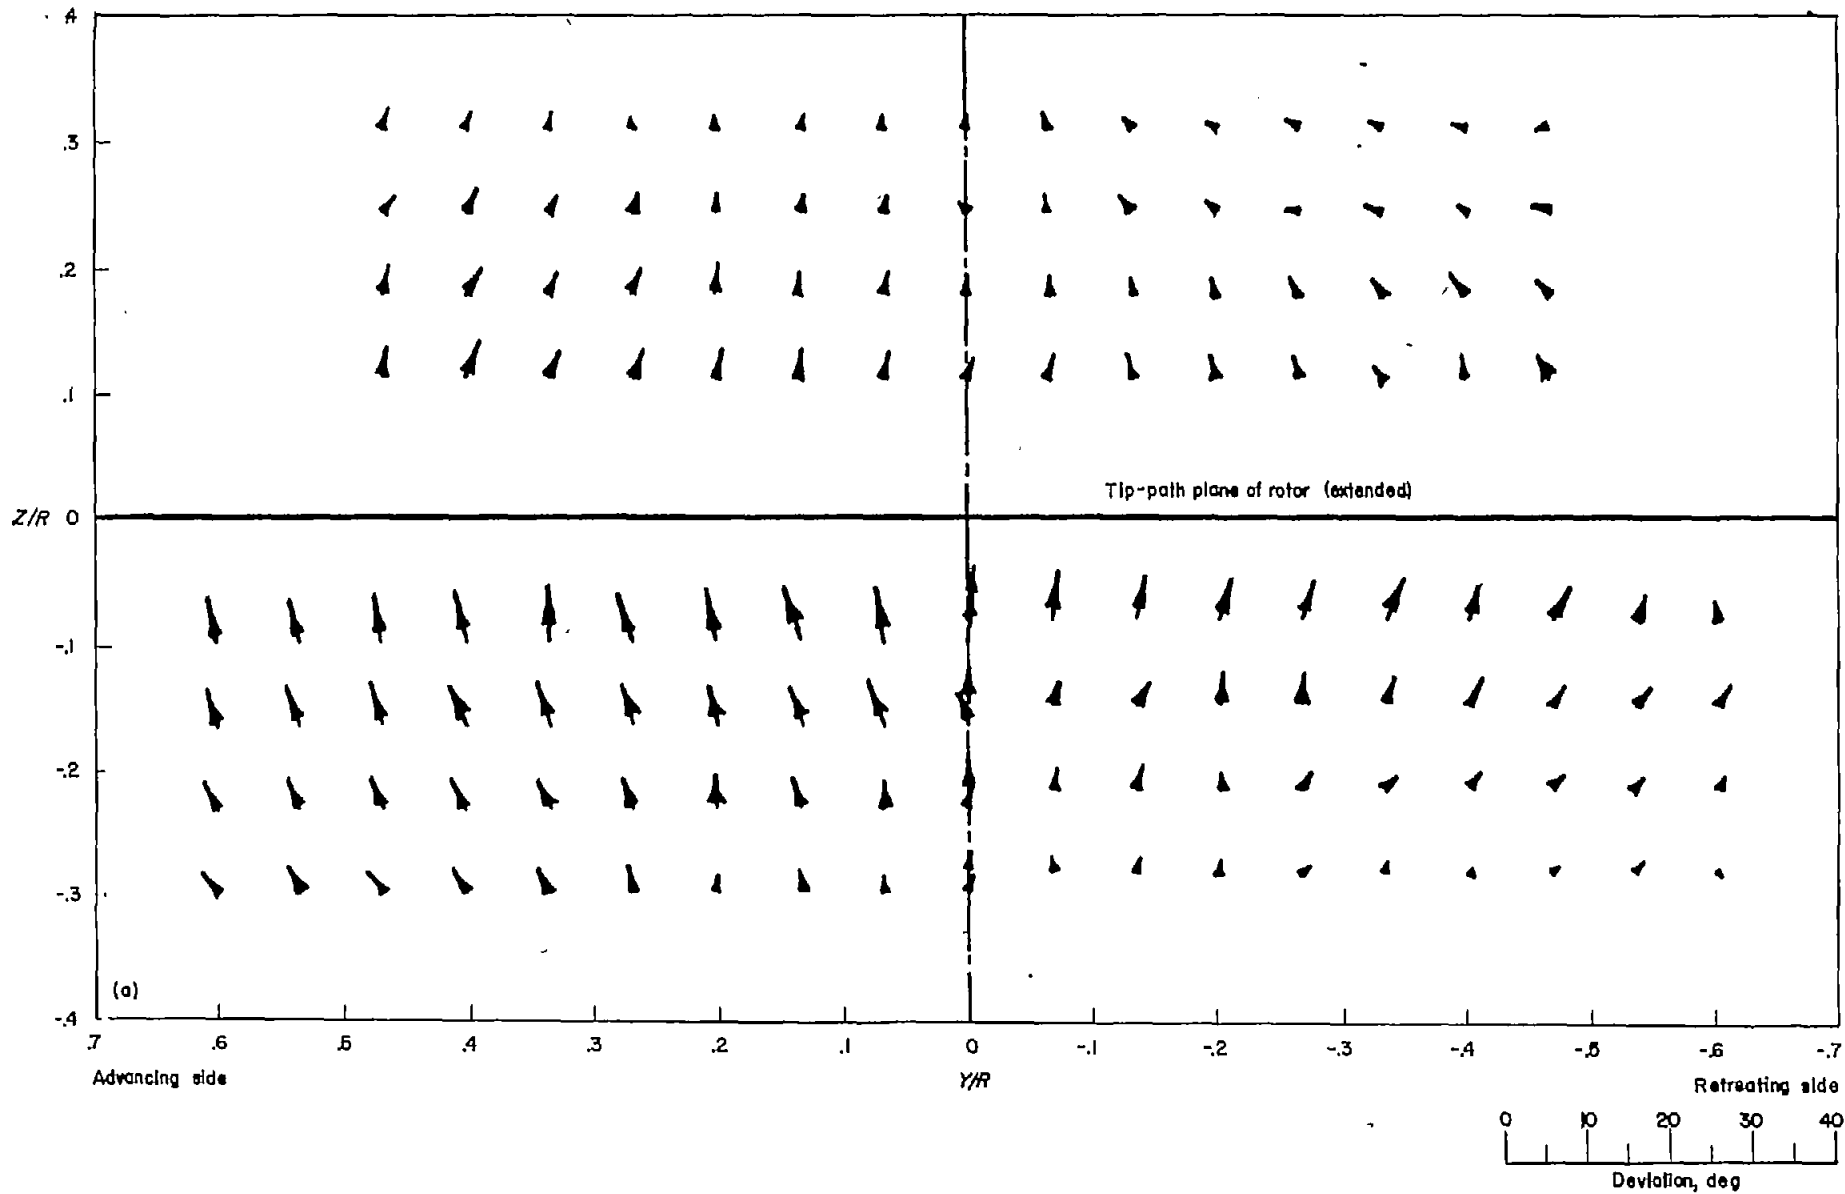 .4
.3
.2
.1
Tip-path plane of rotor (extended)
Z/R 0
-.1
-.2
-.3
(a)
-.4
.7 .6 .5 .4 .3 .2 .1 0 -.1 -.2 -.3 -.4 -.5 -.6 -.7
Advancing side Y/R Retreating side
0 10 20 30 40
Deviation, deg